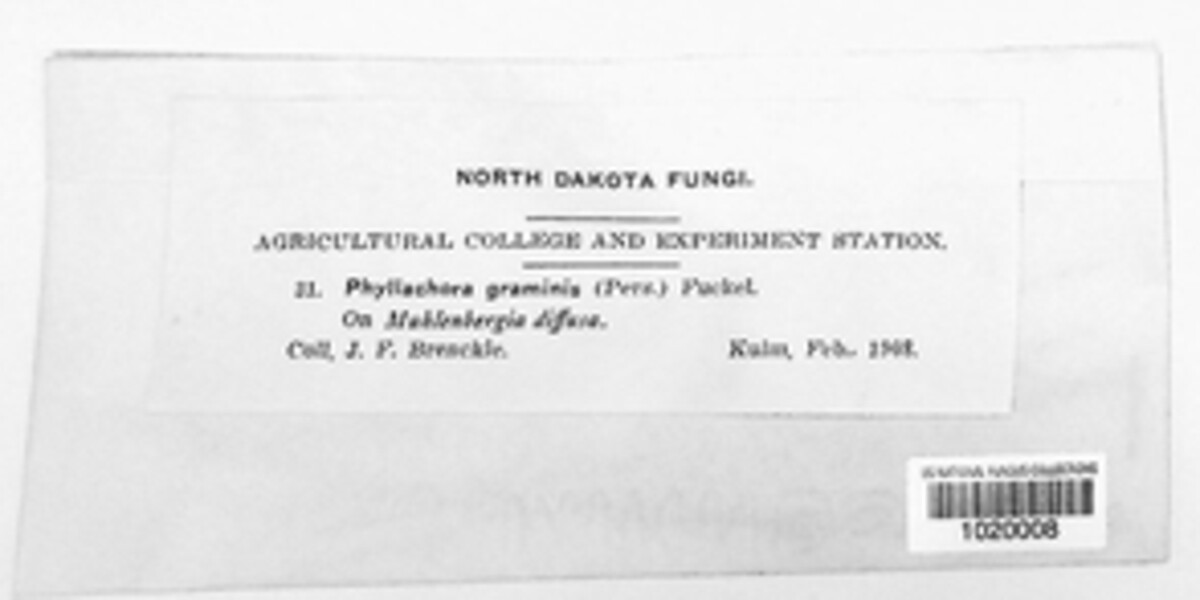 NORTH DAKOTA FUNGI.
AGRICULTURAL COLLEGE AND EXPERIMENT STATION.
21. Phyllachora graminis (Pers.) Fuckel.
On Muhlenbergia diffusa.
Coll, J. F. Brenckle. Kulm, Feb. 1908.
1020008